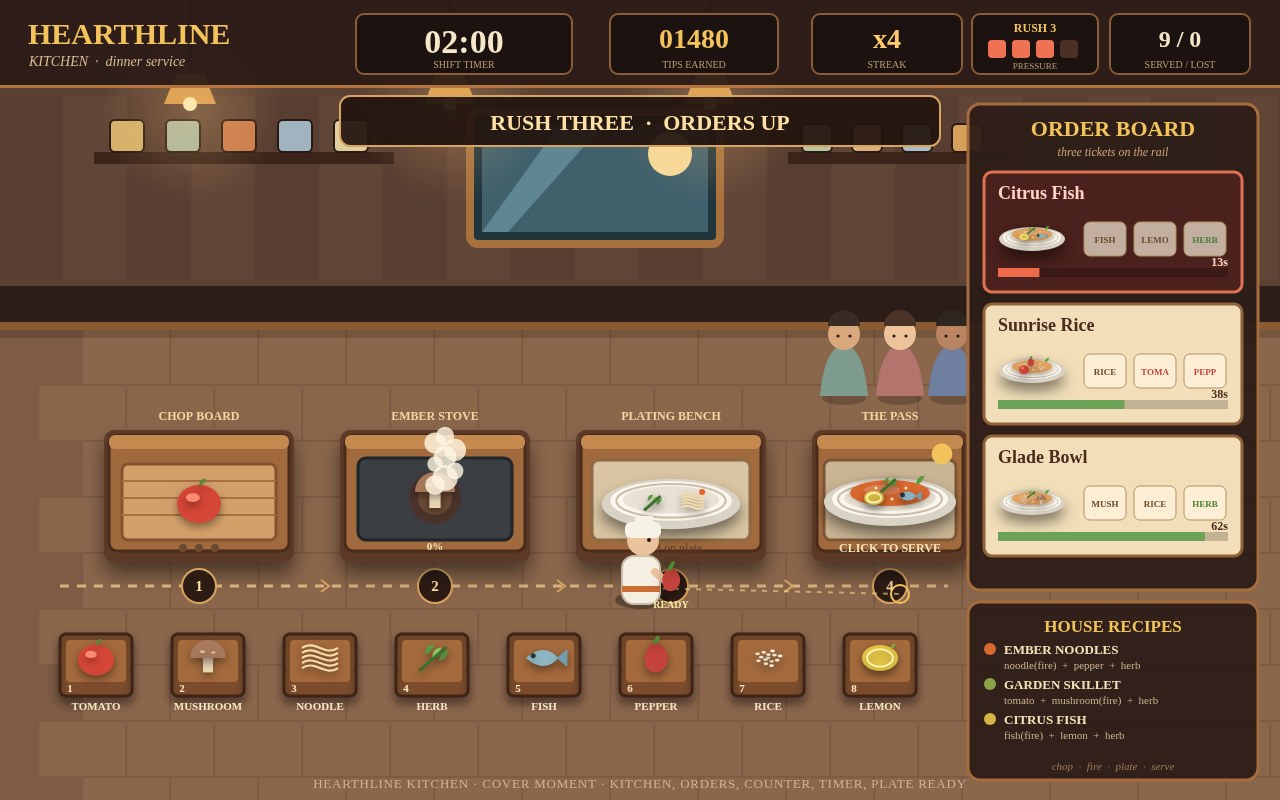 HEARTHLINE
KITCHEN · dinner service
02:00
SHIFT TIMER
01480
TIPS EARNED
x4
STREAK
RUSH 3
PRESSURE
9 / 0
SERVED / LOST
RUSH THREE · ORDERS UP
ORDER BOARD
three tickets on the rail
Citrus Fish
FISH LEMO HERB
13s
Sunrise Rice
RICE TOMA PEPP
38s
Glade Bowl
MUSH RICE HERB
62s
CHOP BOARD
EMBER STOVE
PLATING BENCH
THE PASS
0%
on plate
CLICK TO SERVE
1
2
4
READY
1
TOMATO
2
MUSHROOM
3
NOODLE
4
HERB
5
FISH
6
PEPPER
7
RICE
8
LEMON
HOUSE RECIPES
EMBER NOODLES
noodle(fire) + pepper + herb
GARDEN SKILLET
tomato + mushroom(fire) + herb
CITRUS FISH
fish(fire) + lemon + herb
chop · fire · plate · serve
HEARTHLINE KITCHEN · COVER MOMENT · KITCHEN, ORDERS, COUNTER, TIMER, PLATE READY